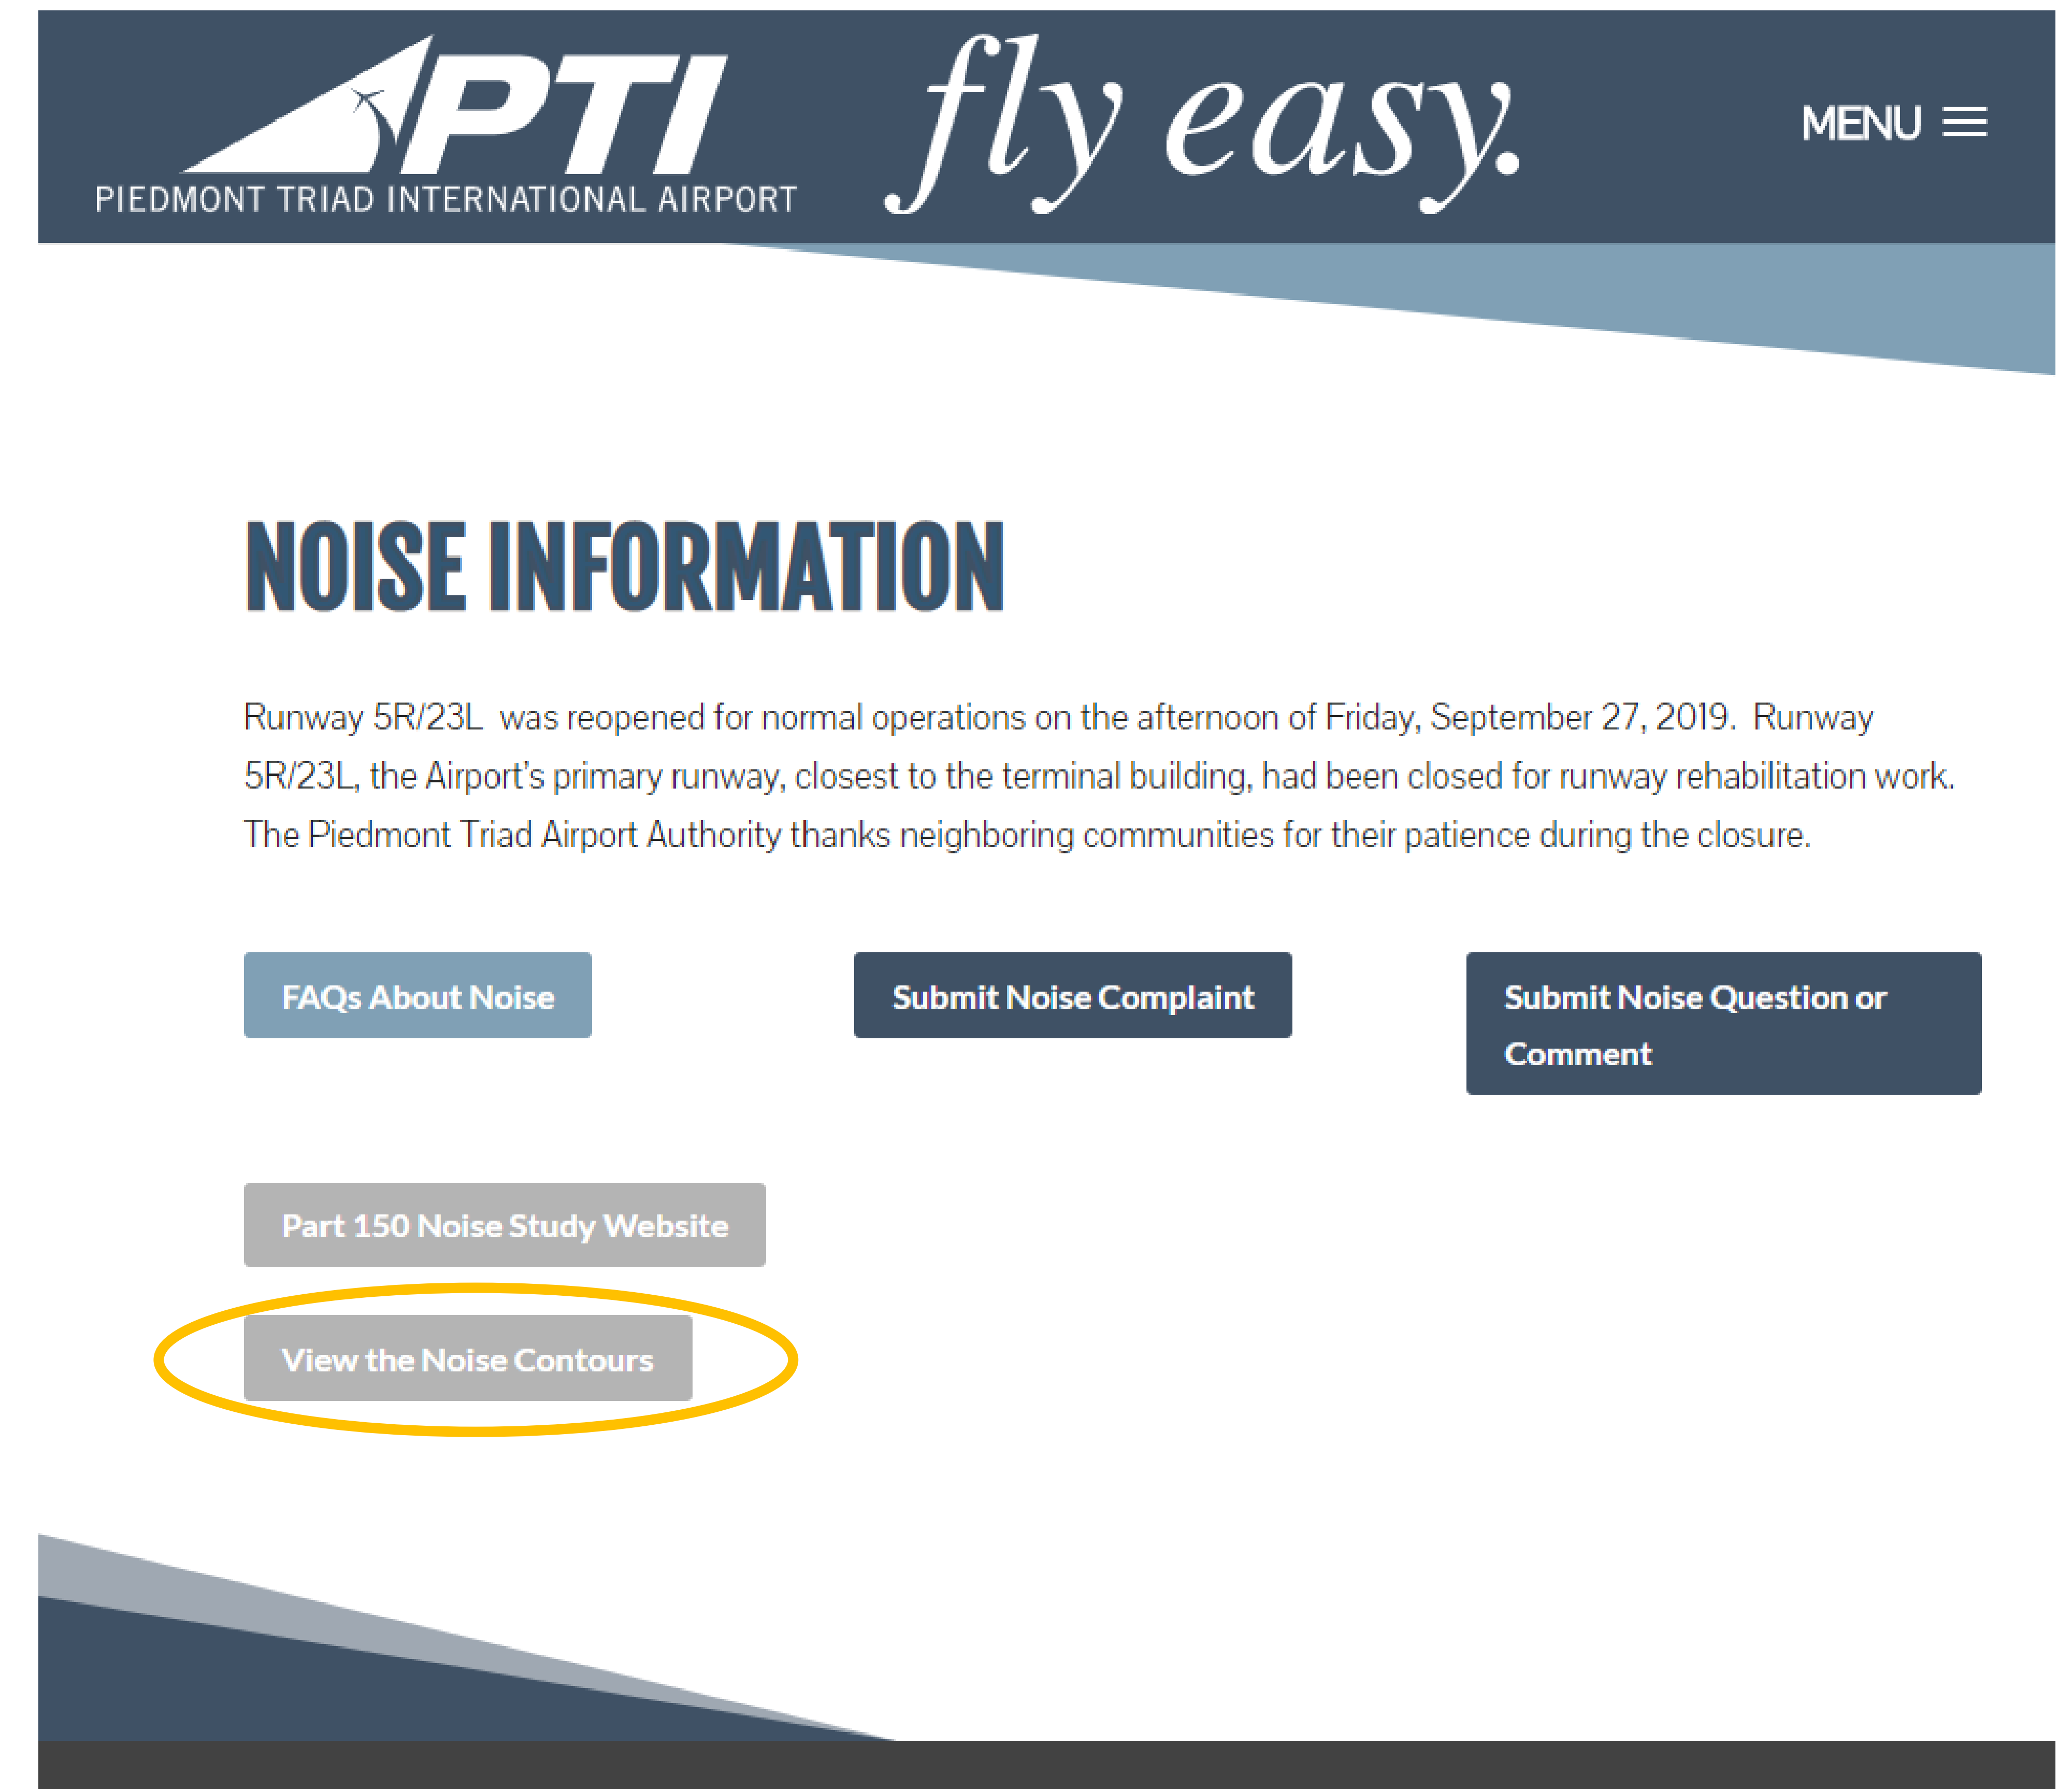 PTI
PIEDMONT TRIAD INTERNATIONAL AIRPORT
fly easy.
MENU
NOISE INFORMATION
Runway 5R/23L was reopened for normal operations on the afternoon of Friday, September 27, 2019. Runway
5R/23L, the Airport's primary runway, closest to the terminal building, had been closed for runway rehabilitation work.
The Piedmont Triad Airport Authority thanks neighboring communities for their patience during the closure.
FAQs About Noise
Submit Noise Complaint
Submit Noise Question or
Comment
Part 150 Noise Study Website
View the Noise Contours